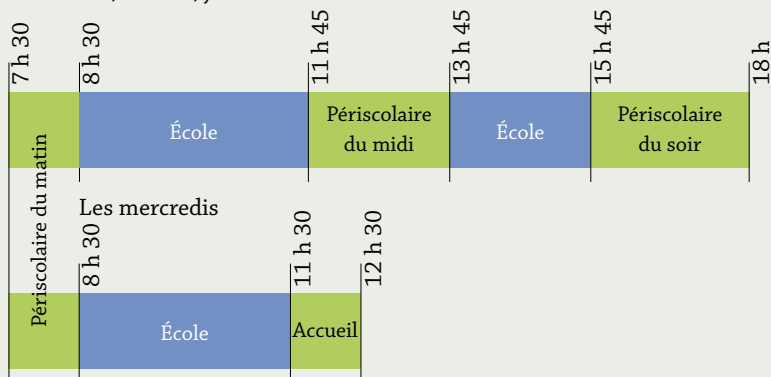 7 h 30
8 h 30
11 h 45
13 h 45
15 h 45
18 h
École
Périscolaire
du midi
École
Périscolaire
du soir
Périscolaire du matin
Les mercredis
8 h 30
11 h 30
12 h 30
École
Accueil